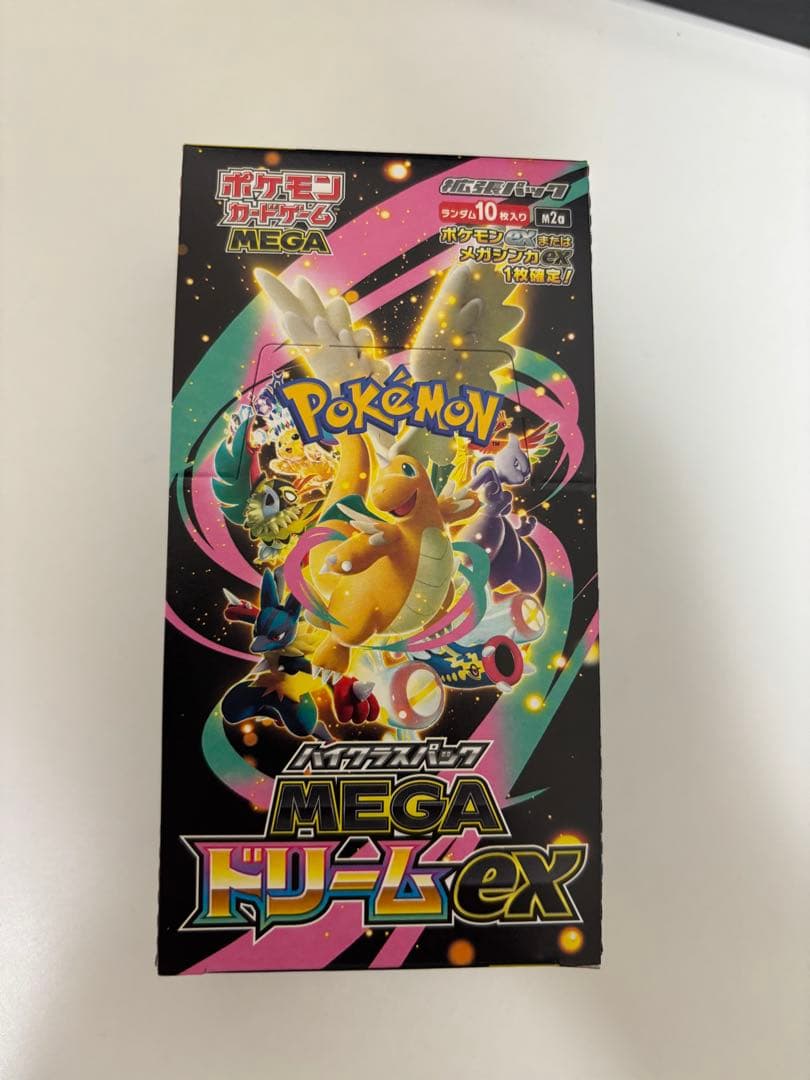 ポケモン
カードゲーム
MEGA
拡張パック
ランダム10枚入り M2a
ポケモンexまたは
メガシンカex
1枚確定!
POKéMON
TM
ハイクラスパック
MEGA
ドリームex